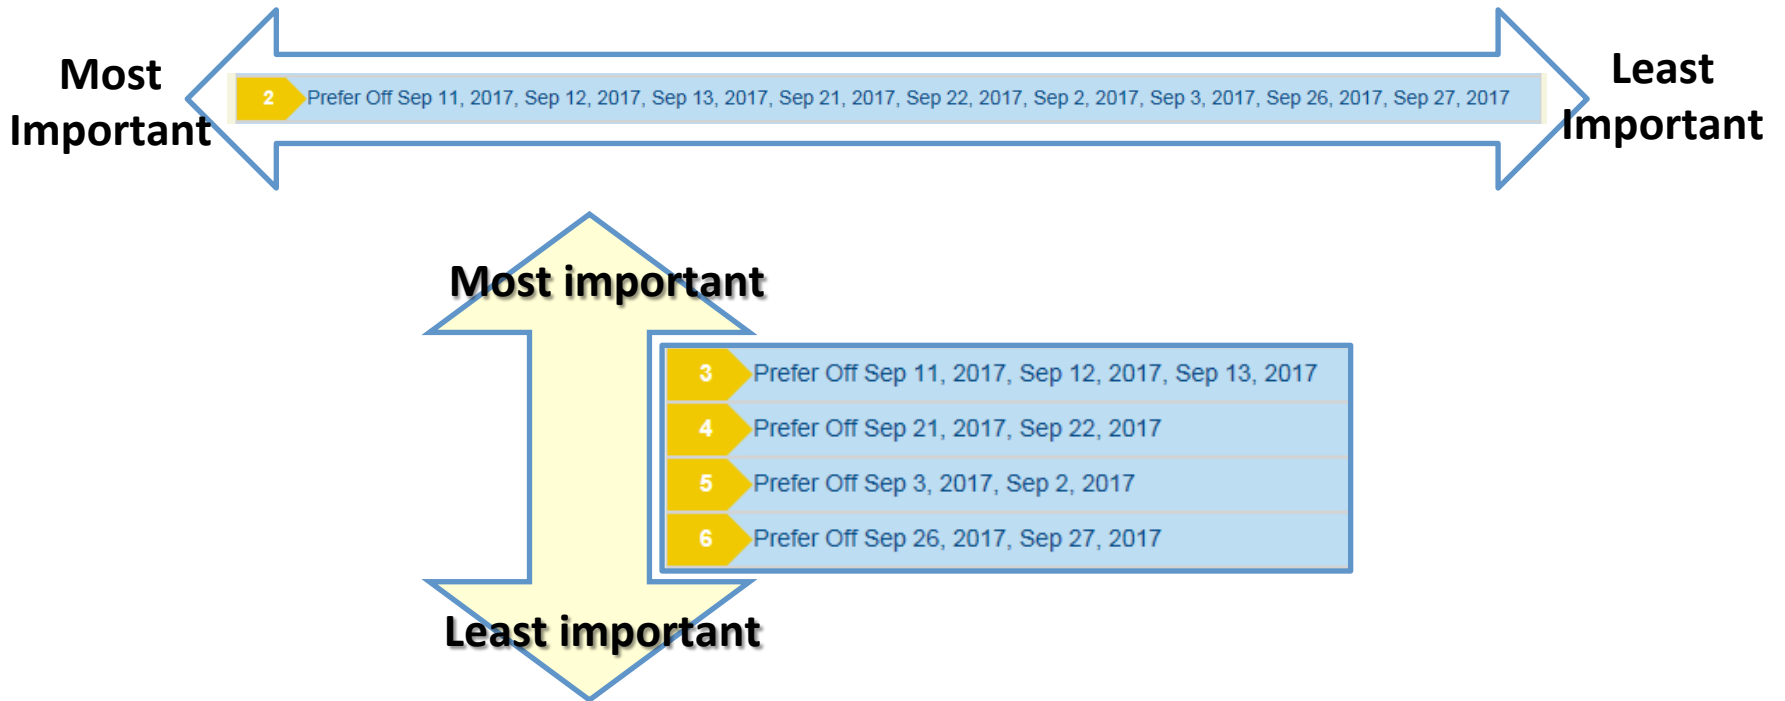 Most
Important
2 Prefer Off Sep 11, 2017, Sep 12, 2017, Sep 13, 2017, Sep 21, 2017, Sep 22, 2017, Sep 2, 2017, Sep 3, 2017, Sep 26, 2017, Sep 27, 2017
Least
Important
Most important
3 Prefer Off Sep 11, 2017, Sep 12, 2017, Sep 13, 2017
4 Prefer Off Sep 21, 2017, Sep 22, 2017
5 Prefer Off Sep 3, 2017, Sep 2, 2017
6 Prefer Off Sep 26, 2017, Sep 27, 2017
Least important